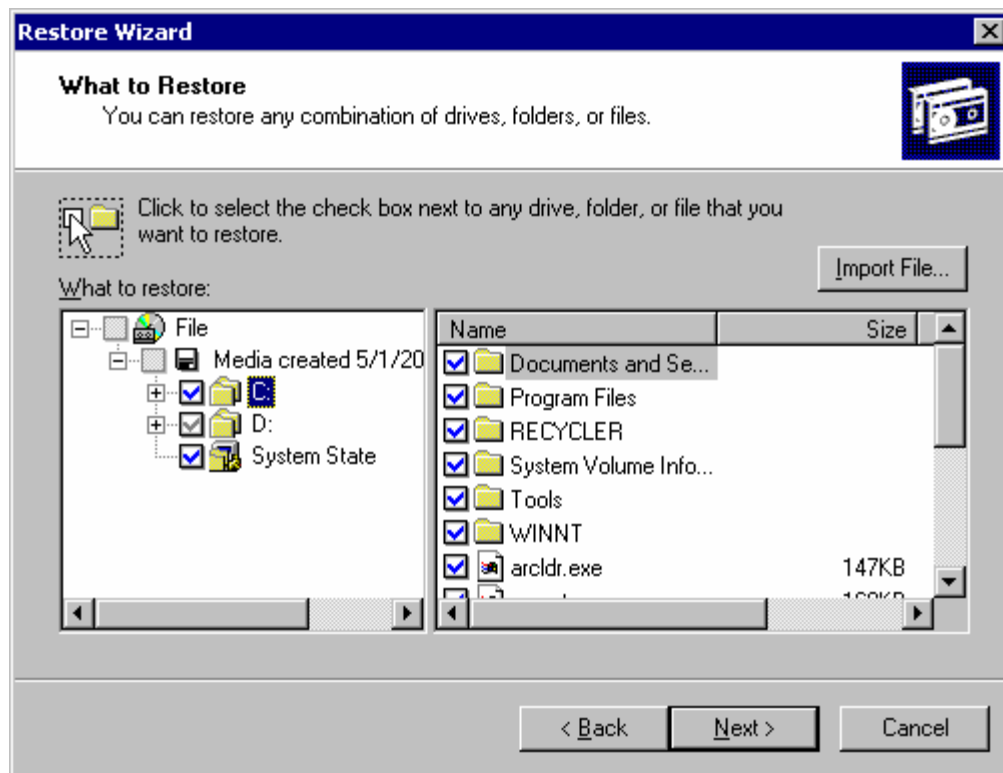 Restore Wizard
What to Restore
You can restore any combination of drives, folders, or files.
Click to select the check box next to any drive, folder, or file that you
want to restore.
Import File...
What to restore:
File
Media created 5/1/20
C:
D:
System State
Name Size
Documents and Se...
Program Files
RECYCLER
System Volume Info...
Tools
WINNT
arcldr.exe 147KB
< Back Next > Cancel